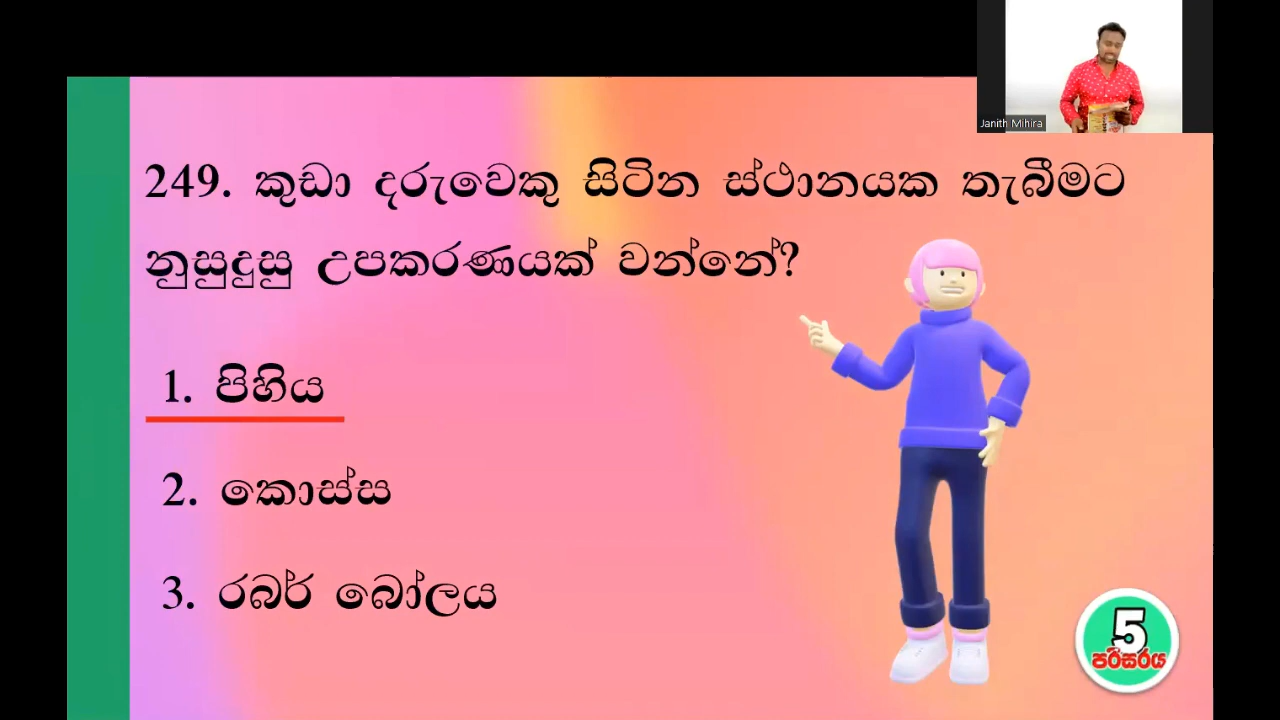 Janith Mihira
249. කුඩා දරුවෙකු සිටින ස්ථානයක තැබීමට
නුසුදුසු උපකරණයක් වන්නේ?
1. පිහිය
2. කොස්ස
3. රබර් බෝලය
5
පරිසරය